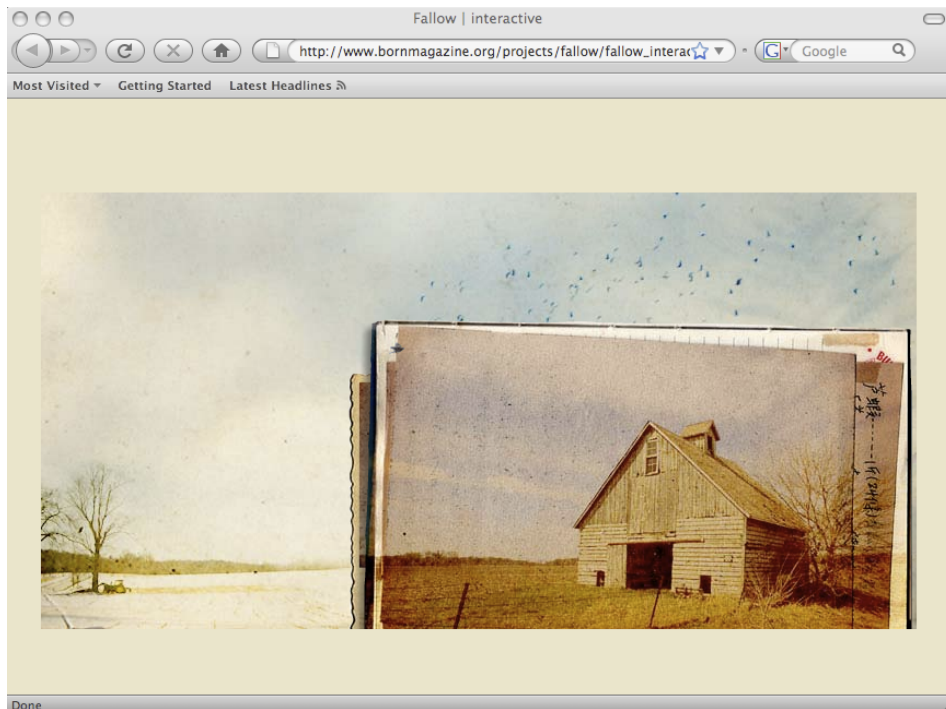 Fallow | interactive
http://www.bornmagazine.org/projects/fallow/fallow_interac
Google
Most Visited
Getting Started
Latest Headlines
Done